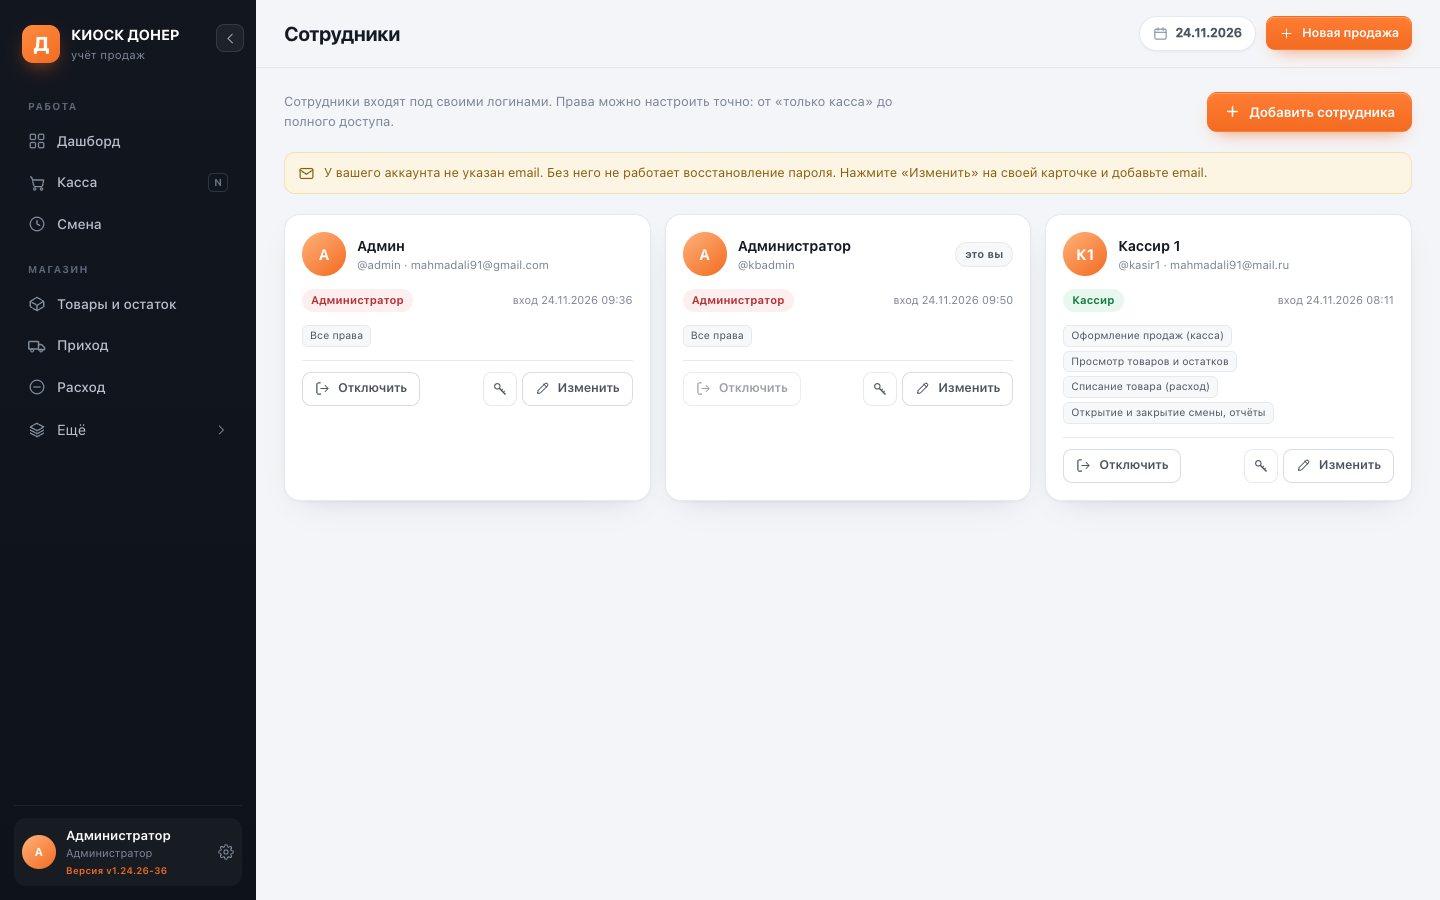 Д
КИОСК ДОНЕР
учёт продаж
РАБОТА
Дашборд
Касса
N
Смена
МАГАЗИН
Товары и остаток
Приход
Расход
Ещё
А
Администратор
Администратор
Версия v1.24.26-36
Сотрудники
24.11.2026
Новая продажа
Сотрудники входят под своими логинами. Права можно настроить точно: от «только касса» до
полного доступа.
Добавить сотрудника
У вашего аккаунта не указан email. Без него не работает восстановление пароля. Нажмите «Изменить» на своей карточке и добавьте email.
А
Админ
@admin · mahmadali91@gmail.com
Администратор
вход 24.11.2026 09:36
Все права
Отключить
Изменить
А
Администратор
@kbadmin
это вы
Администратор
вход 24.11.2026 09:50
Все права
Отключить
Изменить
К1
Кассир 1
@kasir1 · mahmadali91@mail.ru
Кассир
вход 24.11.2026 08:11
Оформление продаж (касса)
Просмотр товаров и остатков
Списание товара (расход)
Открытие и закрытие смены, отчёты
Отключить
Изменить